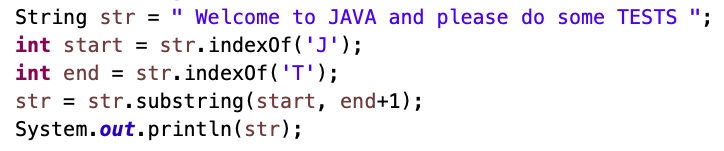 String str = " Welcome to JAVA and please do some TESTS ";
int start = str.indexOf('J');
int end = str.indexOf('T');
str = str.substring(start, end+1);
System.out.println(str);